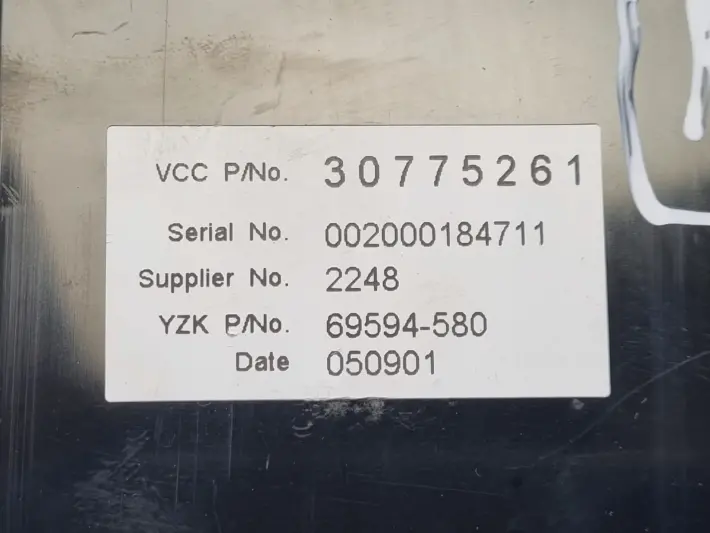 VCC P/No. 30775261
Serial No. 002000184711
Supplier No. 2248
YZK P/No. 69594-580
Date 050901